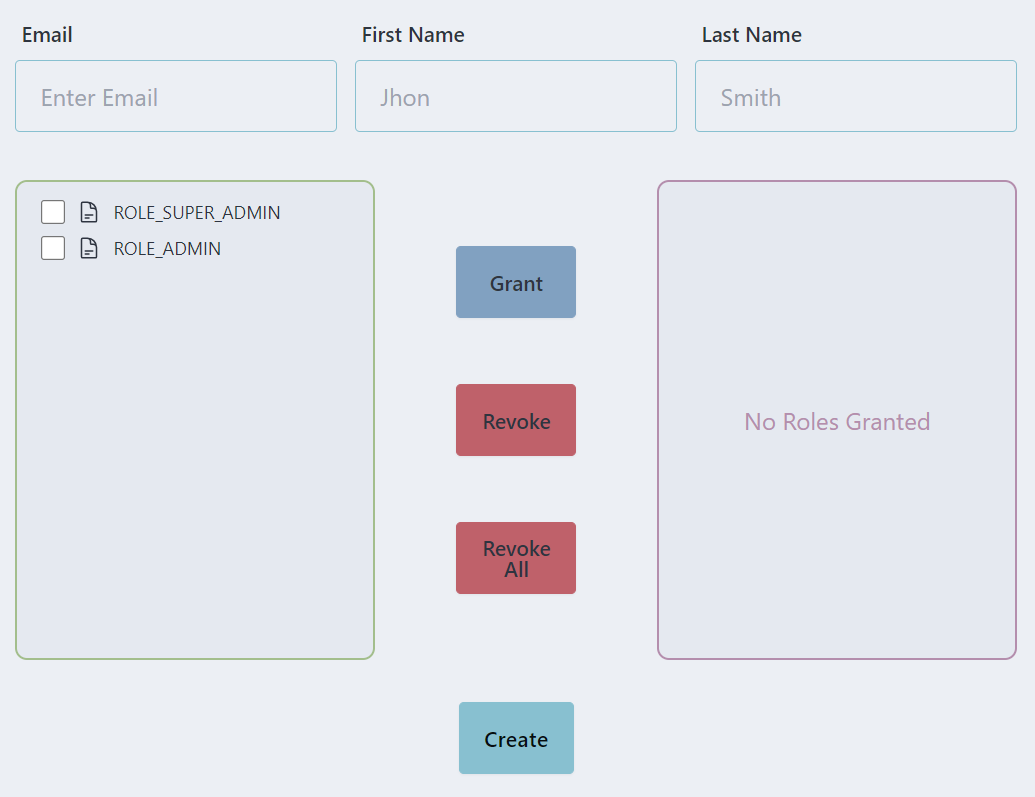 Email
First Name
Last Name
Enter Email
Jhon
Smith
ROLE_SUPER_ADMIN
ROLE_ADMIN
Grant
Revoke
No Roles Granted
Revoke
All
Create